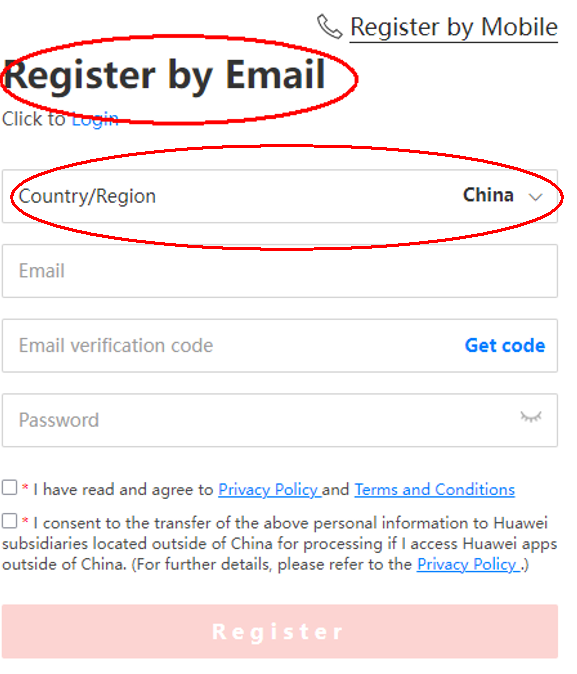 Register by Mobile
Register by Email
Click to Login
Country/Region China
Email
Email verification code Get code
Password
* I have read and agree to Privacy Policy and Terms and Conditions
* I consent to the transfer of the above personal information to Huawei
subsidiaries located outside of China for processing if I access Huawei apps
outside of China. (For further details, please refer to the Privacy Policy .)
Register